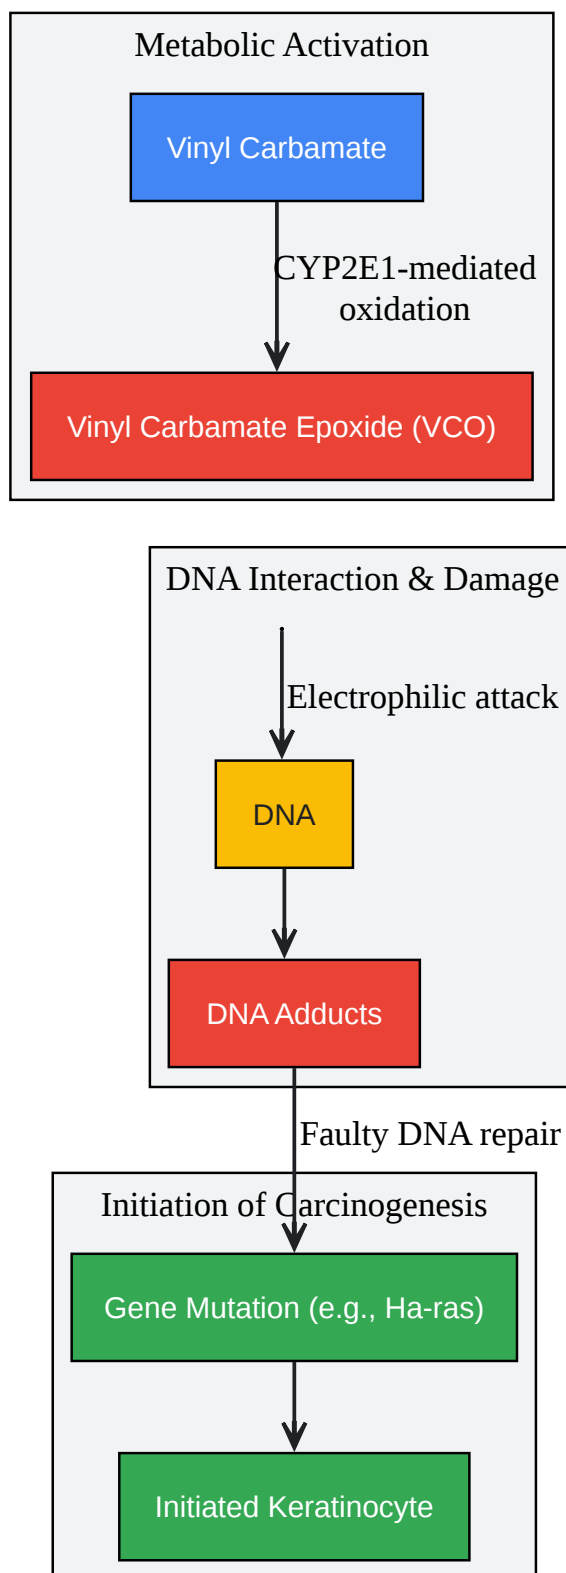 Metabolic Activation
Vinyl Carbamate
CYP2E1-mediated
oxidation
Vinyl Carbamate Epoxide (VCO)
DNA Interaction & Damage
Electrophilic attack
DNA
DNA Adducts
Faulty DNA repair
Initiation of Carcinogenesis
Gene Mutation (e.g., Ha-ras)
Initiated Keratinocyte